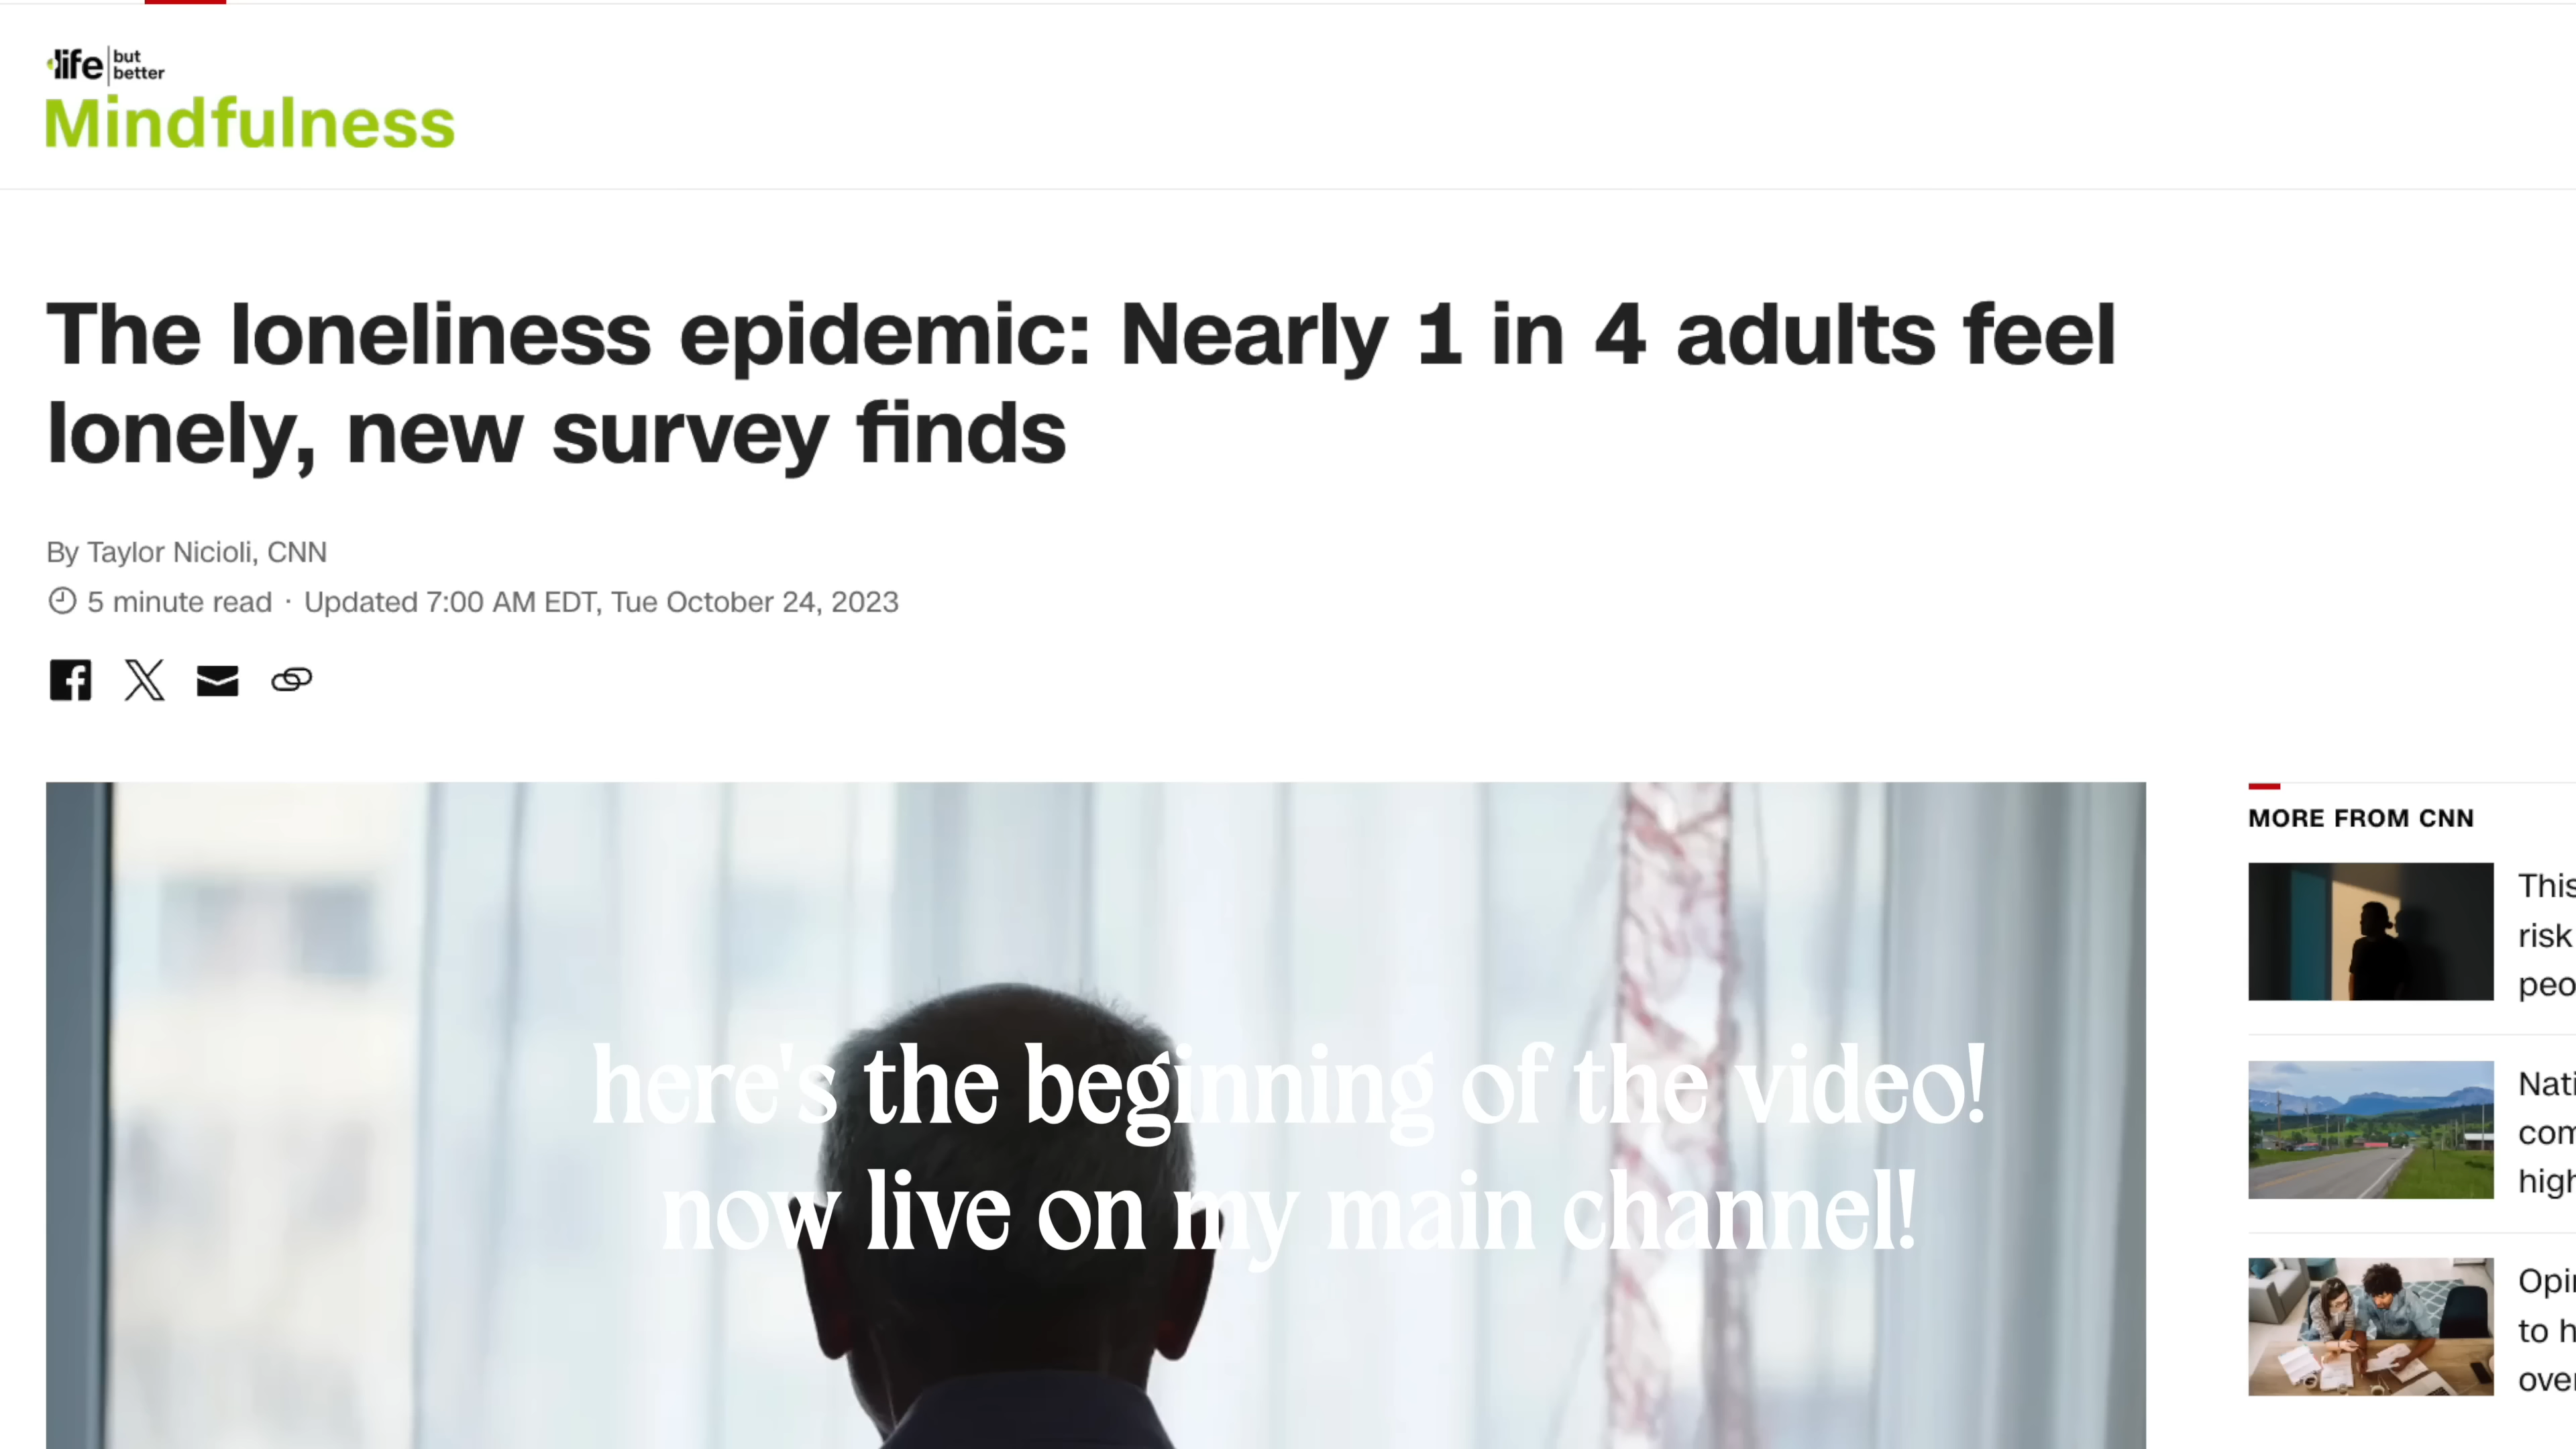 life but
better
Mindfulness
The loneliness epidemic: Nearly 1 in 4 adults feel
lonely, new survey finds
By Taylor Nicioli, CNN
5 minute read · Updated 7:00 AM EDT, Tue October 24, 2023
here's the beginning of the video!
now live on my main channel!
MORE FROM CNN
This
risk